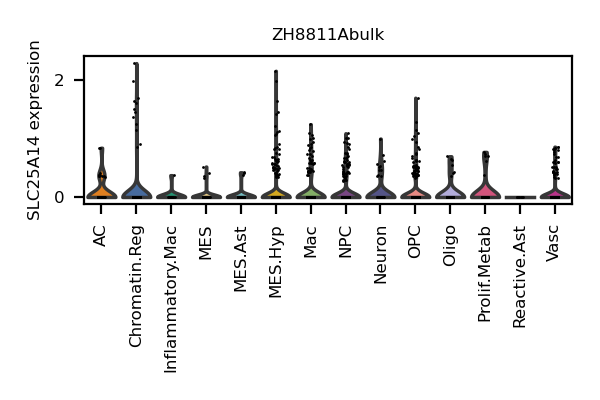 ZH8811Abulk
SLC25A14 expression
2
0
AC
Chromatin.Reg
Inflammatory.Mac
MES
MES.Ast
MES.Hyp
Mac
NPC
Neuron
OPC
Oligo
Prolif.Metab
Reactive.Ast
Vasc